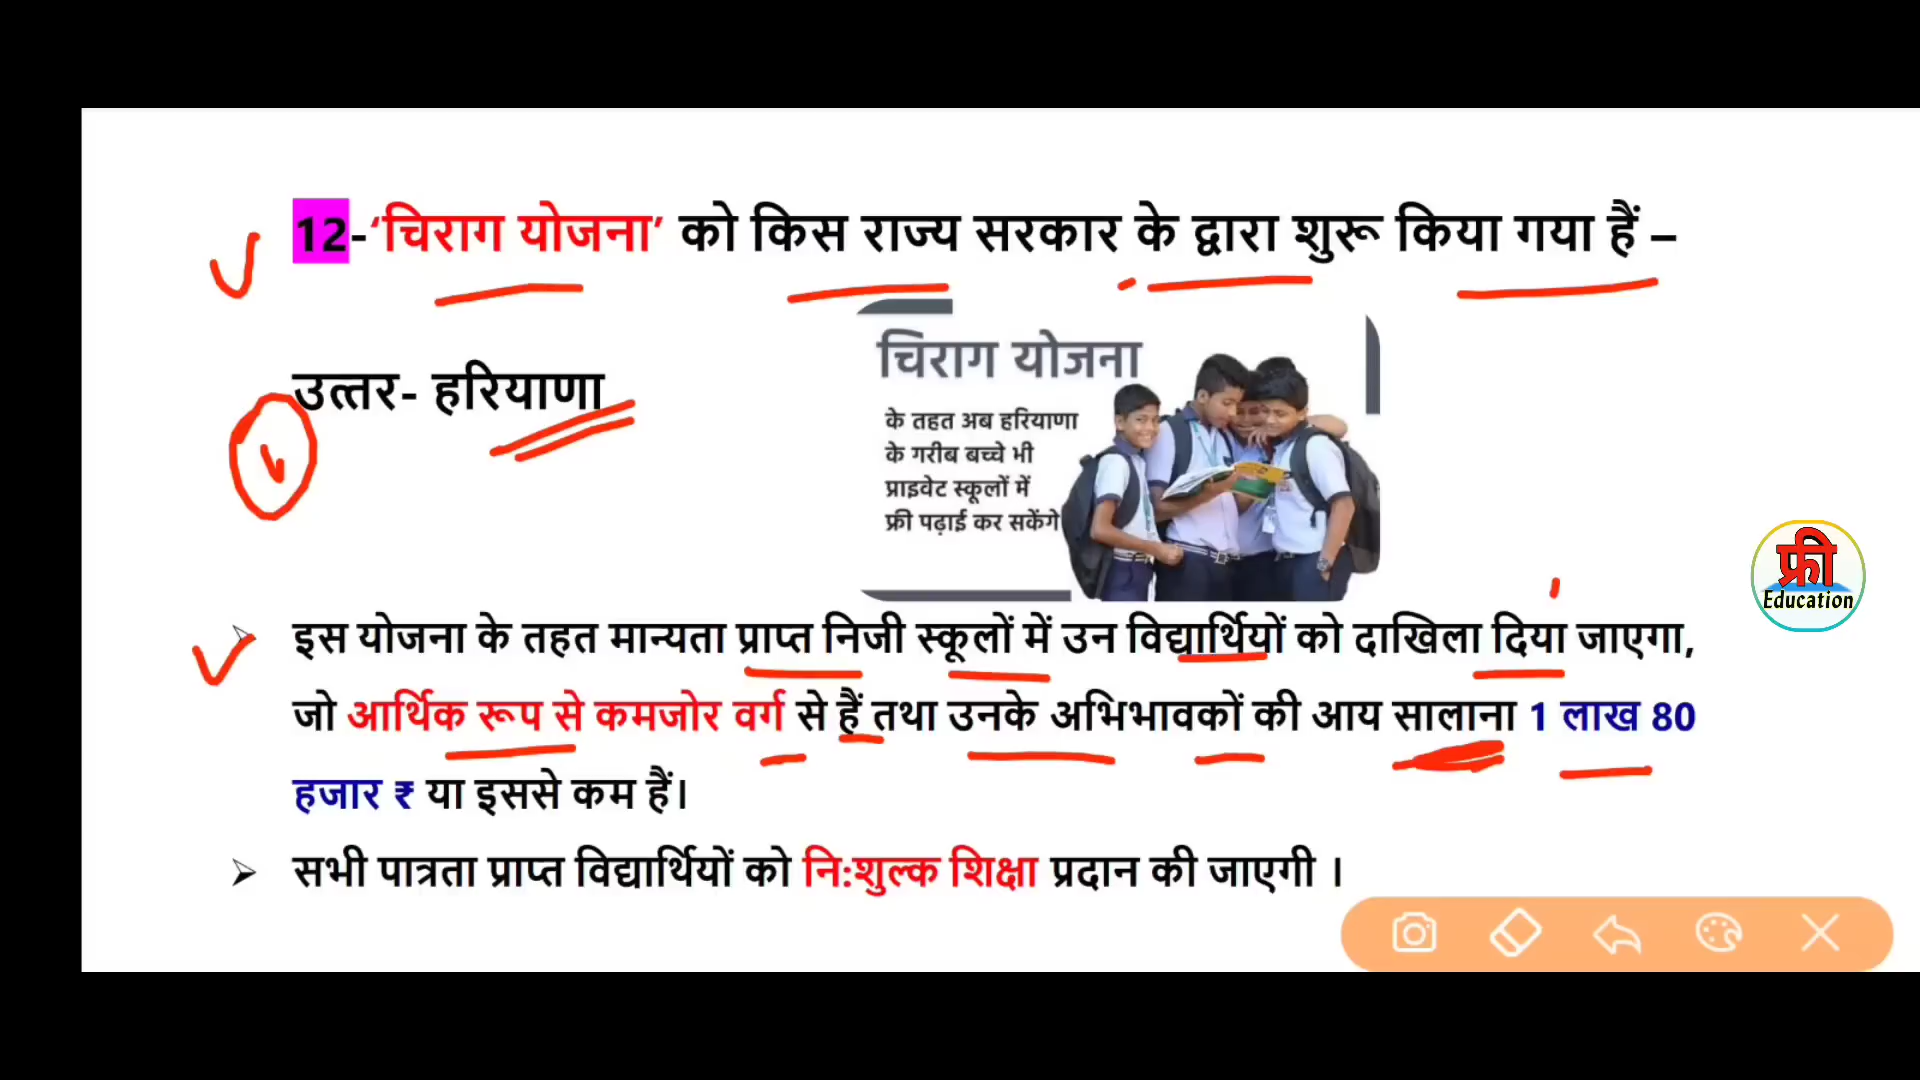 12-‘चिराग योजना’ को किस राज्य सरकार के द्वारा शुरू किया गया हैं –
उत्तर- हरियाणा
चिराग योजना
के तहत अब हरियाणा
के गरीब बच्चे भी
प्राइवेट स्कूलों में
फ्री पढ़ाई कर सकेंगे
फ्री
Education
इस योजना के तहत मान्यता प्राप्त निजी स्कूलों में उन विद्यार्थियों को दाखिला दिया जाएगा,
जो आर्थिक रूप से कमजोर वर्ग से हैं तथा उनके अभिभावकों की आय सालाना 1 लाख 80
हजार ₹ या इससे कम हैं।
सभी पात्रता प्राप्त विद्यार्थियों को नि:शुल्क शिक्षा प्रदान की जाएगी ।